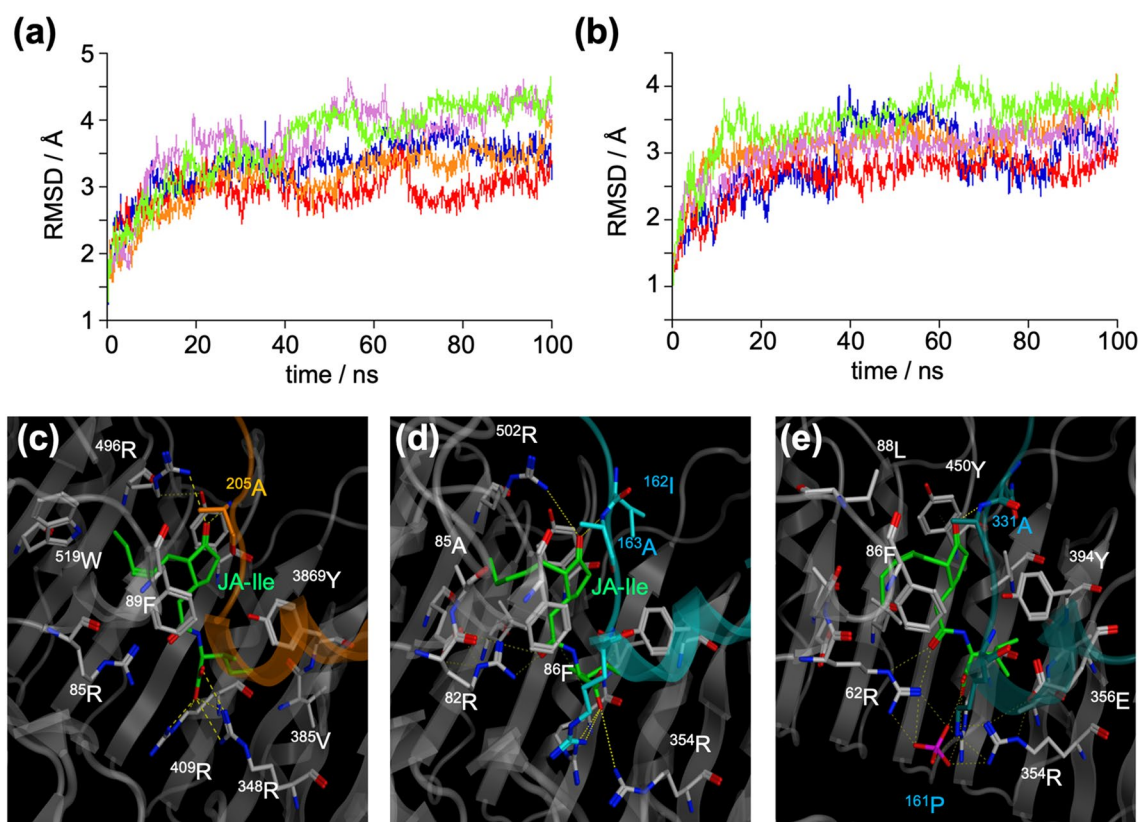 (a)
5
4
3
2
1
RMSD / Å
0 20 40 60 80 100
time / ns
(b)
4
3
2
1
RMSD / Å
0 20 40 60 80 100
time / ns
(c)
496R
205A
519W
JA-Ile
89F
3869Y
85R
385V
409R
348R
(d)
502R
162I
85A
163A
JA-Ile
86F
82R
354R
(e)
88L
450Y
331A
86F
394Y
62R
356E
354R
161P